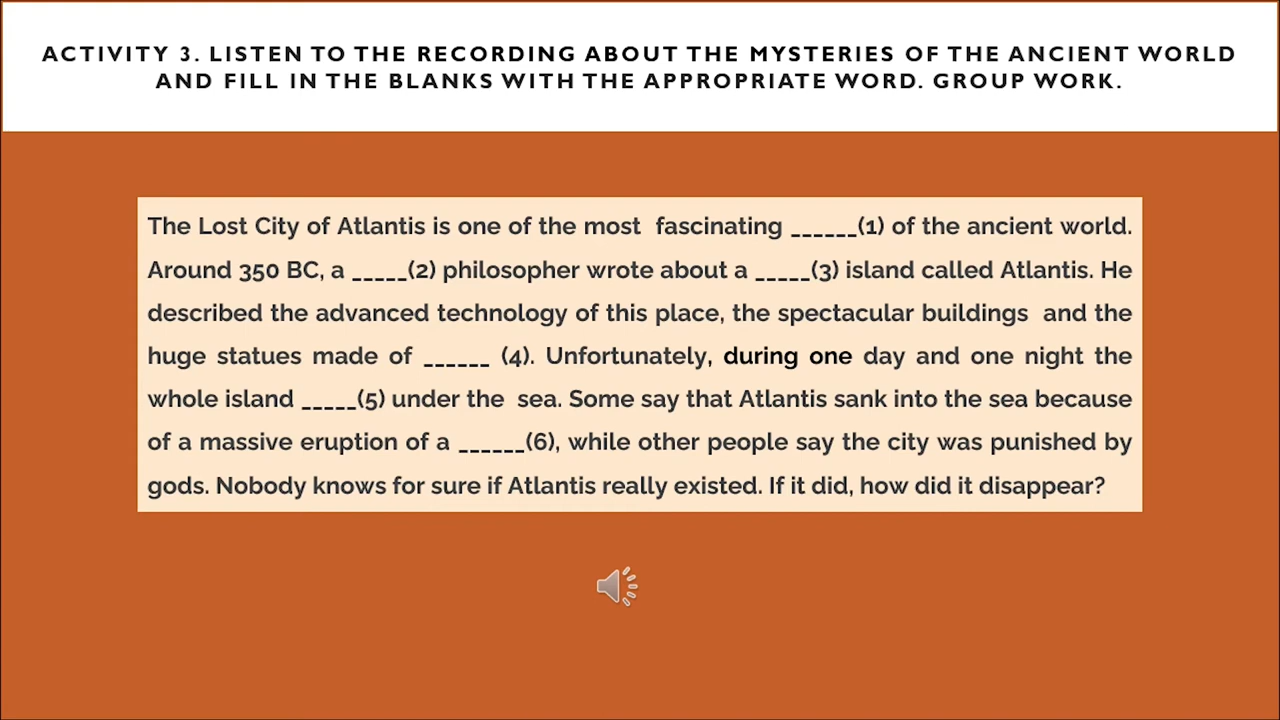 ACTIVITY 3. LISTEN TO THE RECORDING ABOUT THE MYSTERIES OF THE ANCIENT WORLD
AND FILL IN THE BLANKS WITH THE APPROPRIATE WORD. GROUP WORK.
The Lost City of Atlantis is one of the most fascinating ______(1) of the ancient world.
Around 350 BC, a _____(2) philosopher wrote about a _____(3) island called Atlantis. He
described the advanced technology of this place, the spectacular buildings and the
huge statues made of ______ (4). Unfortunately, during one day and one night the
whole island _____(5) under the sea. Some say that Atlantis sank into the sea because
of a massive eruption of a ______(6), while other people say the city was punished by
gods. Nobody knows for sure if Atlantis really existed. If it did, how did it disappear?